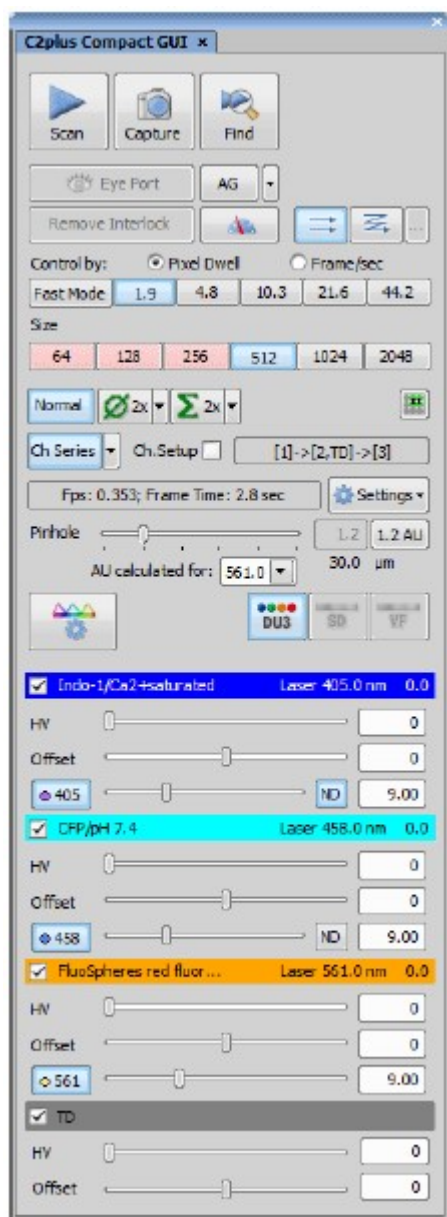 C2plus Compact GUI ×
Scan Capture Find
Eye Port AG
Remove Interlock ...
Control by: Pixel Dwell Frame/sec
Fast Mode 1.9 4.8 10.3 21.6 44.2
Size
64 128 256 512 1024 2048
Normal 2x Σ 2x
Ch Series Ch.Setup [1]->[2,TD]->[3]
Fps: 0.353; Frame Time: 2.8 sec Settings
Pinhole 1.2 1.2 AU
AU calculated for: 561.0 30.0 µm
DU3 SD VF
Indo-1/Ca2+saturated Laser 405.0 nm 0.0
HV 0
Offset 0
405 ND 9.00
CFP/pH 7.4 Laser 458.0 nm 0.0
HV 0
Offset 0
458 ND 9.00
FluoSpheres red fluor... Laser 561.0 nm 0.0
HV 0
Offset 0
561 9.00
TD
HV 0
Offset 0